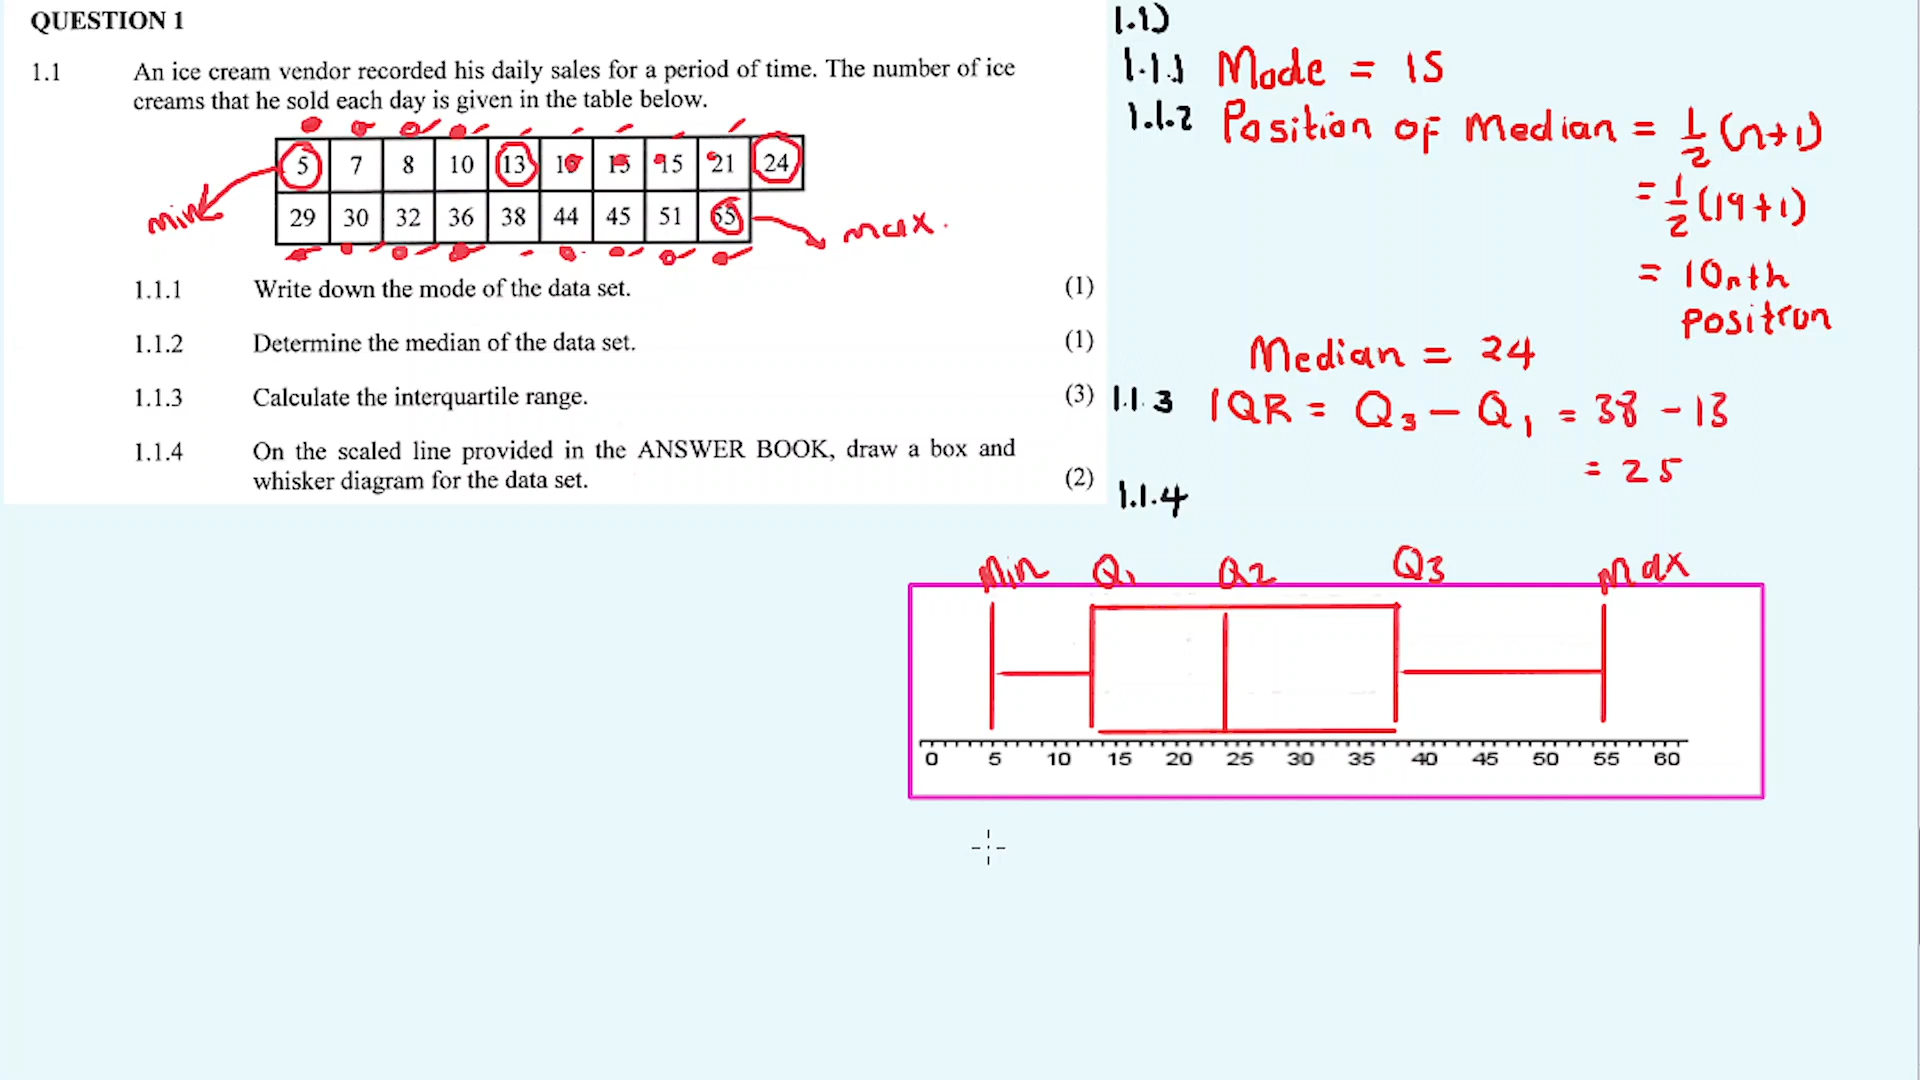 QUESTION 1
1.1 An ice cream vendor recorded his daily sales for a period of time. The number of ice
creams that he sold each day is given in the table below.
5 7 8 10 13 15 21 24
29 30 32 36 38 44 45 51
min
max.
1.1.1 Write down the mode of the data set. (1)
1.1.2 Determine the median of the data set. (1)
1.1.3 Calculate the interquartile range. (3)
1.1.4 On the scaled line provided in the ANSWER BOOK, draw a box and
whisker diagram for the data set. (2)
1.1)
1.1.1 Mode = 15
1.1.2 Position of Median = 1/2 (n+1)
= 1/2 (19+1)
= 10nth
position
Median = 24
1.1.3 IQR = Q3 - Q1 = 38 - 13
= 25
1.1.4
Min Q1 Q2 Q3 Max
0 5 10 15 20 25 30 35 40 45 50 55 60